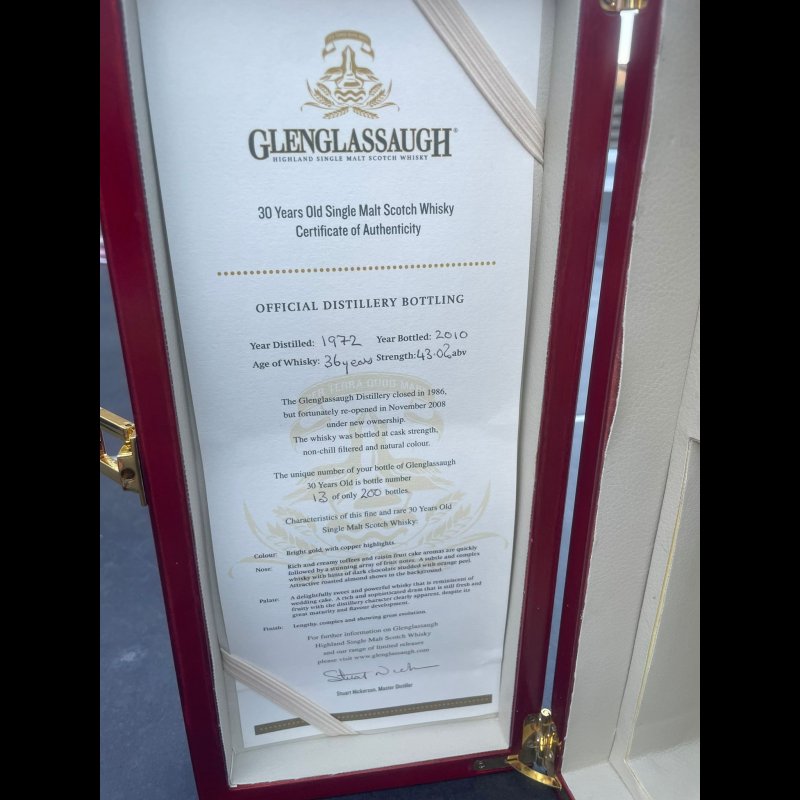 GLENGLASSAUGH®
HIGHLAND SINGLE MALT SCOTCH WHISKY
30 Years Old Single Malt Scotch Whisky
Certificate of Authenticity
OFFICIAL DISTILLERY BOTTLING
Year Distilled: 1972 Year Bottled: 2010
Age of Whisky: 36 years Strength: 43.06 abv
TERRA QUOD
The Glenglassaugh Distillery closed in 1986,
but fortunately re-opened in November 2008
under new ownership.
The whisky was bottled at cask strength,
non-chill filtered and natural colour.
The unique number of your bottle of Glenglassaugh
30 Years Old is bottle number
13 of only 200 bottles.
Characteristics of this fine and rare 30 Years Old
Single Malt Scotch Whisky:
Colour: Bright gold, with copper highlights.
Nose: Rich and creamy toffees and raisin fruit cake aromas are quickly
followed by a stunning array of fruit notes. A subtle and complex
whisky with hints of dark chocolate studded with orange peel.
Attractive roasted almond shows in the background.
Palate: A delightfully sweet and powerful whisky that is reminiscent of
wedding cake. A rich and sophisticated dram that is still fresh and
fruity with the distillery character clearly apparent, despite its
great maturity and flavour development.
Finish: Lengthy, complex and showing great evolution.
For further information on Glenglassaugh
Highland Single Malt Scotch Whisky
and our range of limited releases
please visit www.glenglassaugh.com
Stuart Nickerson, Master Distiller